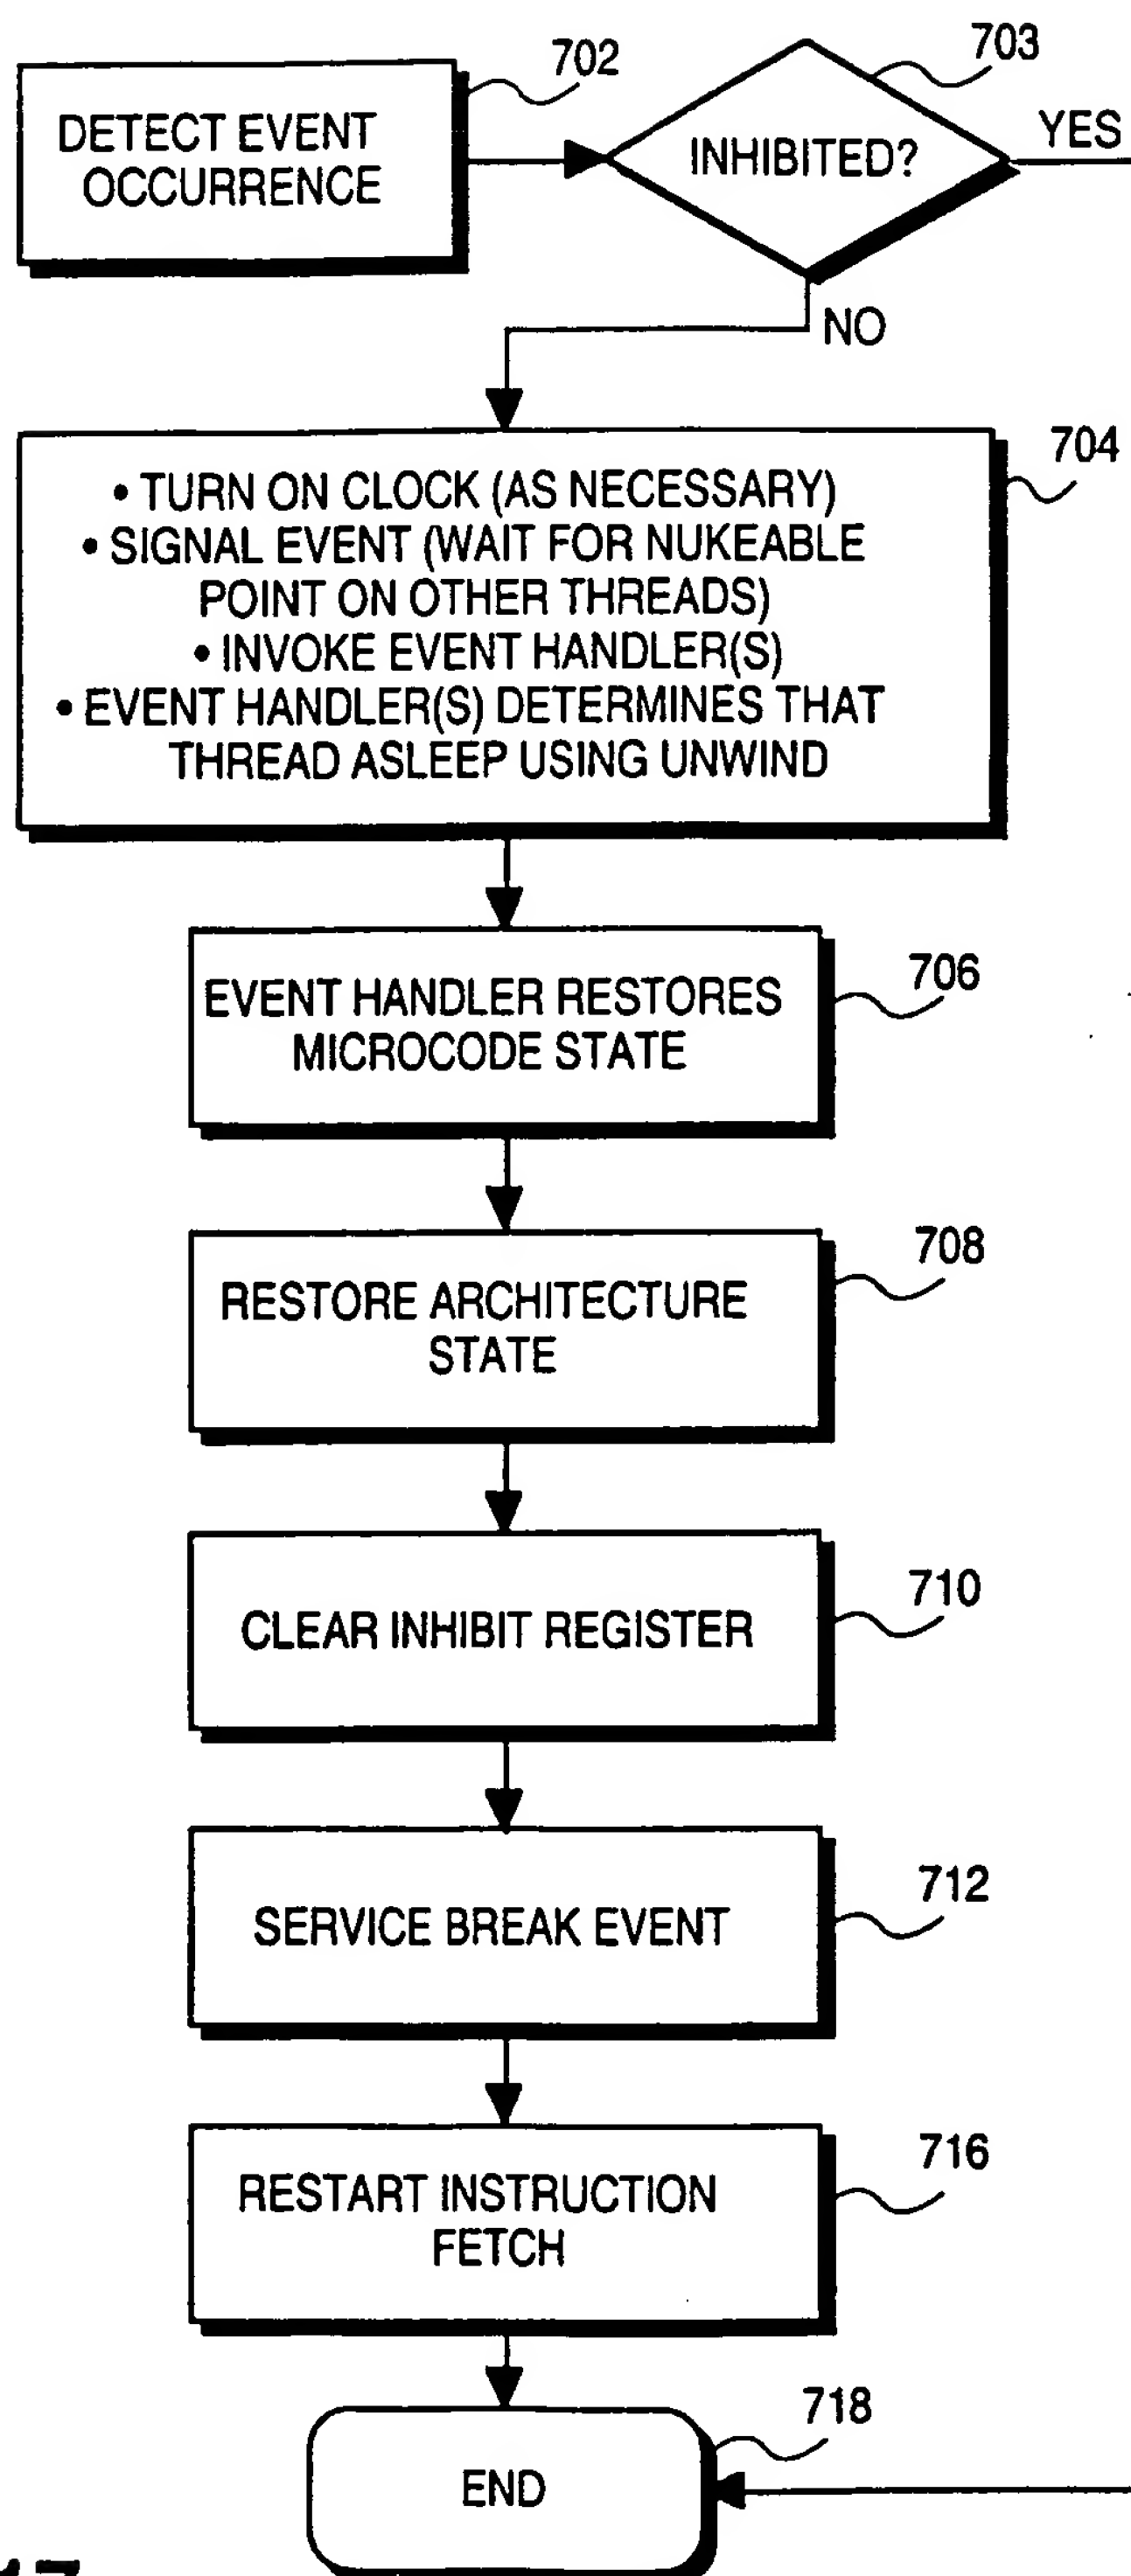 702
DETECT EVENT
OCCURRENCE
703
INHIBITED?
YES
NO
704
• TURN ON CLOCK (AS NECESSARY)
• SIGNAL EVENT (WAIT FOR NUKEABLE
POINT ON OTHER THREADS)
• INVOKE EVENT HANDLER(S)
• EVENT HANDLER(S) DETERMINES THAT
THREAD ASLEEP USING UNWIND
706
EVENT HANDLER RESTORES
MICROCODE STATE
708
RESTORE ARCHITECTURE
STATE
710
CLEAR INHIBIT REGISTER
712
SERVICE BREAK EVENT
716
RESTART INSTRUCTION
FETCH
718
END